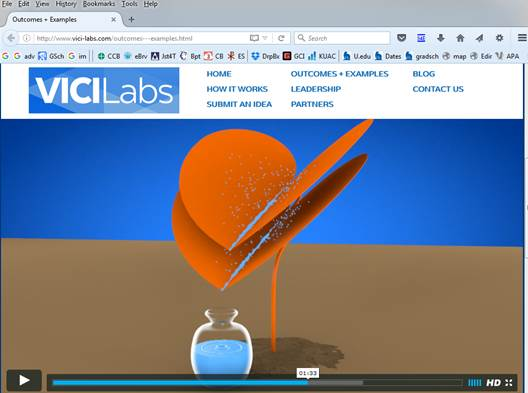 File Edit View History Bookmarks Tools Help
Outcomes + Examples
http://www.vici-labs.com/outcomes---examples.html
Search
G adv G GSch G im CCB eBrv Jst4T Bpt CB ES DrpBx GCI KUAC U.edu Dates gradsch map Edir APA
VICILabs
HOME OUTCOMES + EXAMPLES BLOG
HOW IT WORKS LEADERSHIP CONTACT US
SUBMIT AN IDEA PARTNERS
01:33
HD